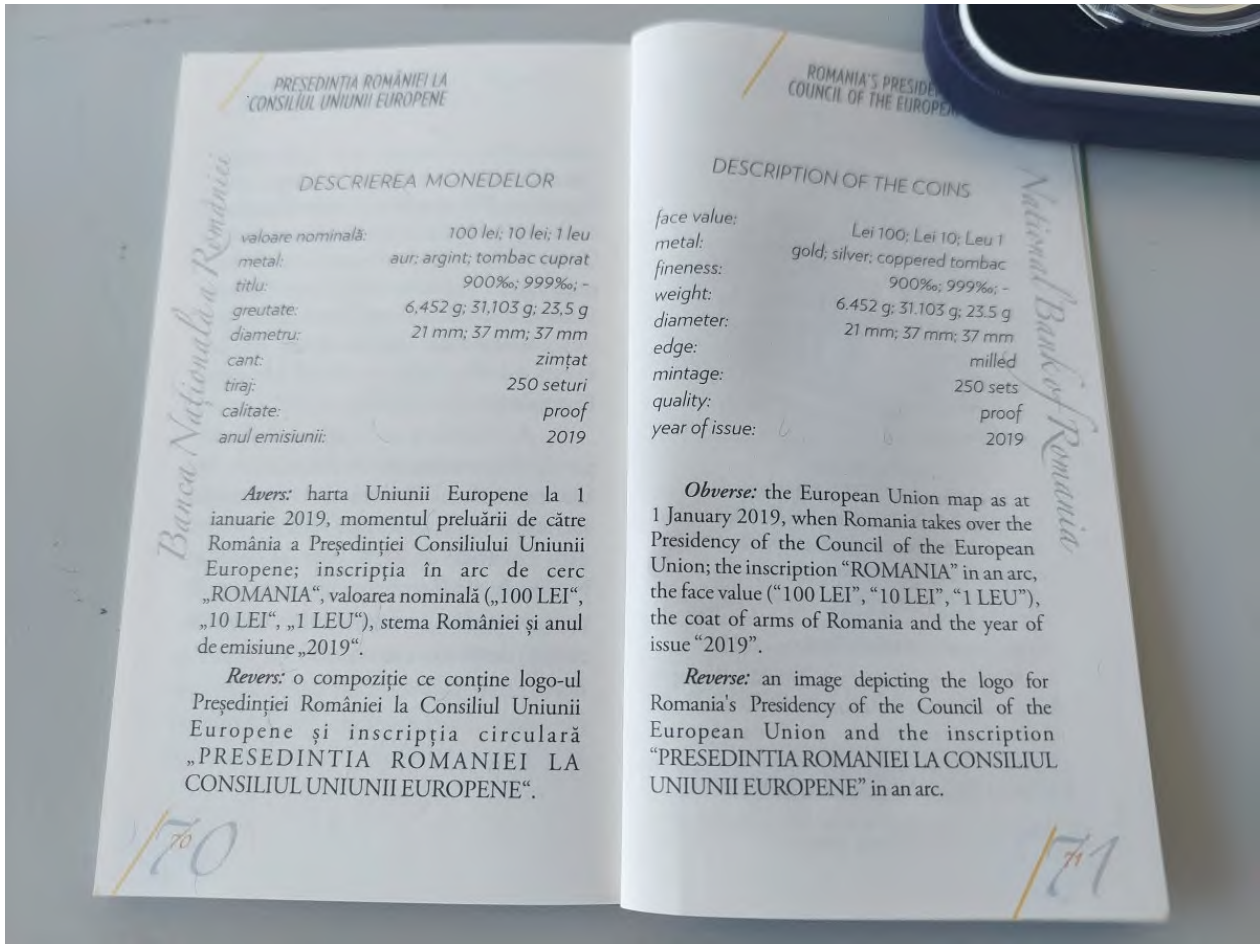 PREȘEDINȚIA ROMÂNIEI LA
CONSILIUL UNIUNII EUROPENE
Banca Națională a României
DESCRIEREA MONEDELOR
valoare nominală: 100 lei; 10 lei; 1 leu
metal: aur; argint; tombac cuprat
titlu: 900‰; 999‰; -
greutate: 6,452 g; 31,103 g; 23,5 g
diametru: 21 mm; 37 mm; 37 mm
cant: zimțat
tiraj: 250 seturi
calitate: proof
anul emisiunii: 2019
Avers: harta Uniunii Europene la 1
ianuarie 2019, momentul preluării de către
România a Președinției Consiliului Uniunii
Europene; inscripția în arc de cerc
„ROMANIA“, valoarea nominală („100 LEI“,
„10 LEI“, „1 LEU“), stema României și anul
de emisiune „2019“.
Revers: o compoziție ce conține logo-ul
Președinției României la Consiliul Uniunii
Europene și inscripția circulară
„PRESEDINTIA ROMANIEI LA
CONSILIUL UNIUNII EUROPENE“.
70
70
ROMANIA'S
COUNCIL OF THE
National Bank of Romania
DESCRIPTION OF THE COINS
face value: Lei 100; Lei 10; Leu 1
metal: gold; silver; coppered tombac
fineness: 900‰; 999‰; -
weight: 6.452 g; 31.103 g; 23.5 g
diameter: 21 mm; 37 mm; 37 mm
edge: milled
mintage: 250 sets
quality: proof
year of issue: 2019
Obverse: the European Union map as at
1 January 2019, when Romania takes over the
Presidency of the Council of the European
Union; the inscription “ROMANIA” in an arc,
the face value (“100 LEI”, “10 LEI”, “1 LEU”),
the coat of arms of Romania and the year of
issue “2019”.
Reverse: an image depicting the logo for
Romania's Presidency of the Council of the
European Union and the inscription
“PRESEDINTIA ROMANIEI LA CONSILIUL
UNIUNII EUROPENE” in an arc.
71
71